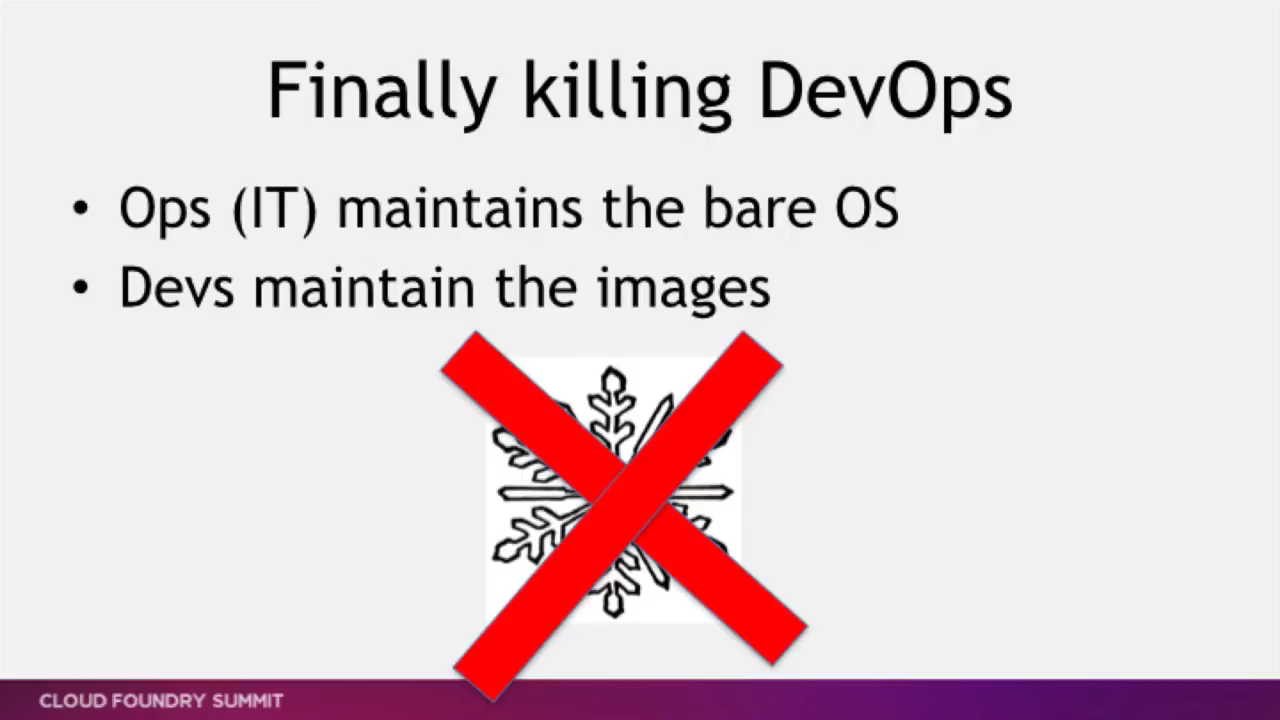 Finally killing DevOps
• Ops (IT) maintains the bare OS
• Devs maintain the images
CLOUD FOUNDRY SUMMIT